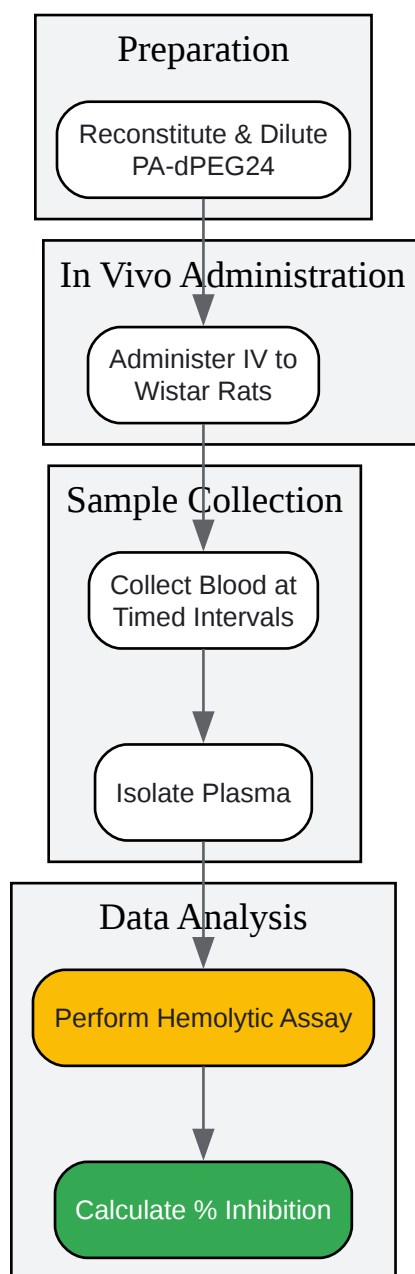 Preparation
Reconstitute & Dilute
PA-dPEG24
In Vivo Administration
Administer IV to
Wistar Rats
Sample Collection
Collect Blood at
Timed Intervals
Isolate Plasma
Data Analysis
Perform Hemolytic Assay
Calculate % Inhibition